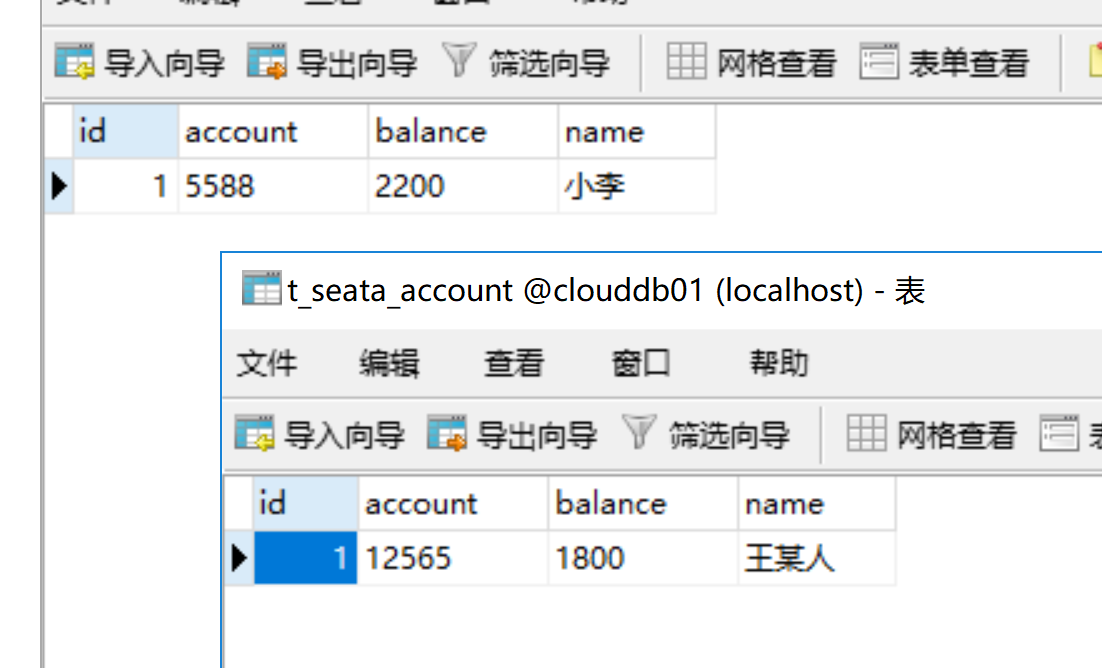 导入向导 导出向导 筛选向导 网格查看 表单查看
id account balance name
1 5588 2200 小李
t_seata_account @clouddb01 (localhost) - 表
文件 编辑 查看 窗口 帮助
导入向导 导出向导 筛选向导 网格查看
id account balance name
1 12565 1800 王某人